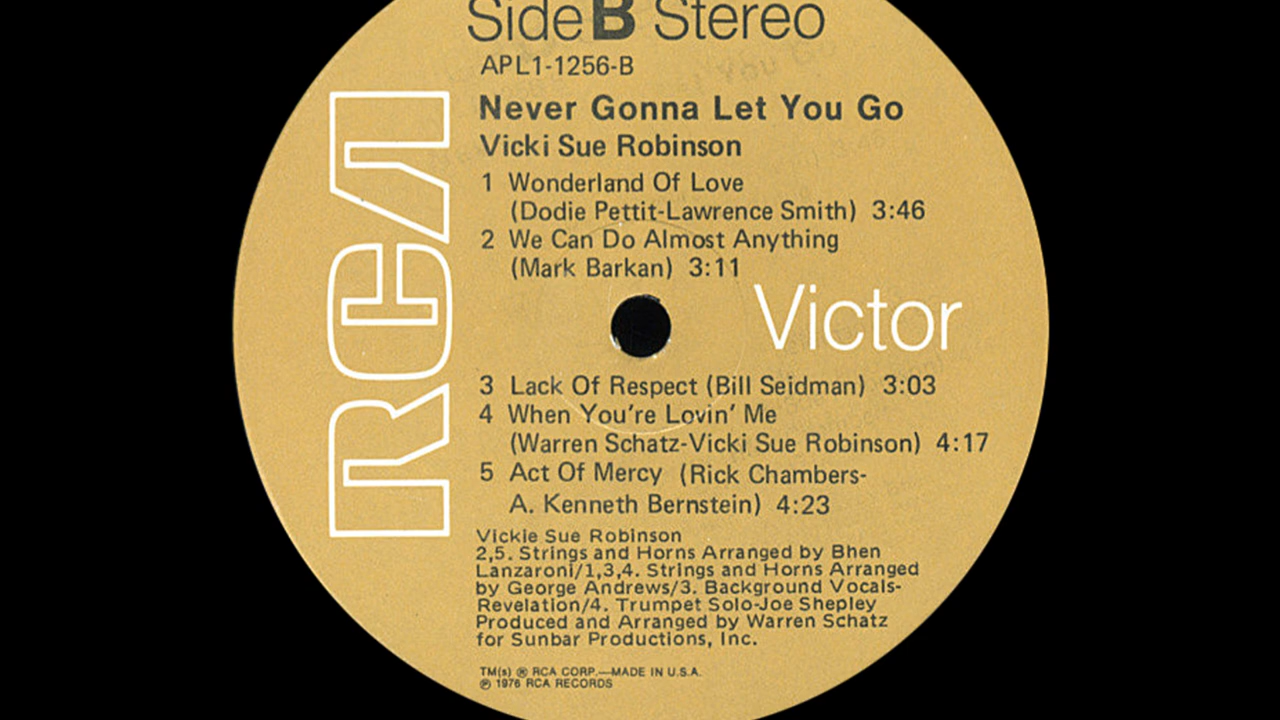 Side B Stereo
APL1-1256-B
Never Gonna Let You Go
Vicki Sue Robinson
1 Wonderland Of Love
(Dodie Pettit-Lawrence Smith) 3:46
2 We Can Do Almost Anything
(Mark Barkan) 3:11
RCA
Victor
3 Lack Of Respect (Bill Seidman) 3:03
4 When You're Lovin' Me
(Warren Schatz-Vicki Sue Robinson) 4:17
5 Act Of Mercy (Rick Chambers-
A. Kenneth Bernstein) 4:23
Vickie Sue Robinson
2,5. Strings and Horns Arranged by Bhen
Lanzaroni/1,3,4. Strings and Horns Arranged
by George Andrews/3. Background Vocals-
Revelation/4. Trumpet Solo-Joe Shepley
Produced and Arranged by Warren Schatz
for Sunbar Productions, Inc.
TM(s) ® RCA CORP.—MADE IN U.S.A.
℗ 1976 RCA RECORDS